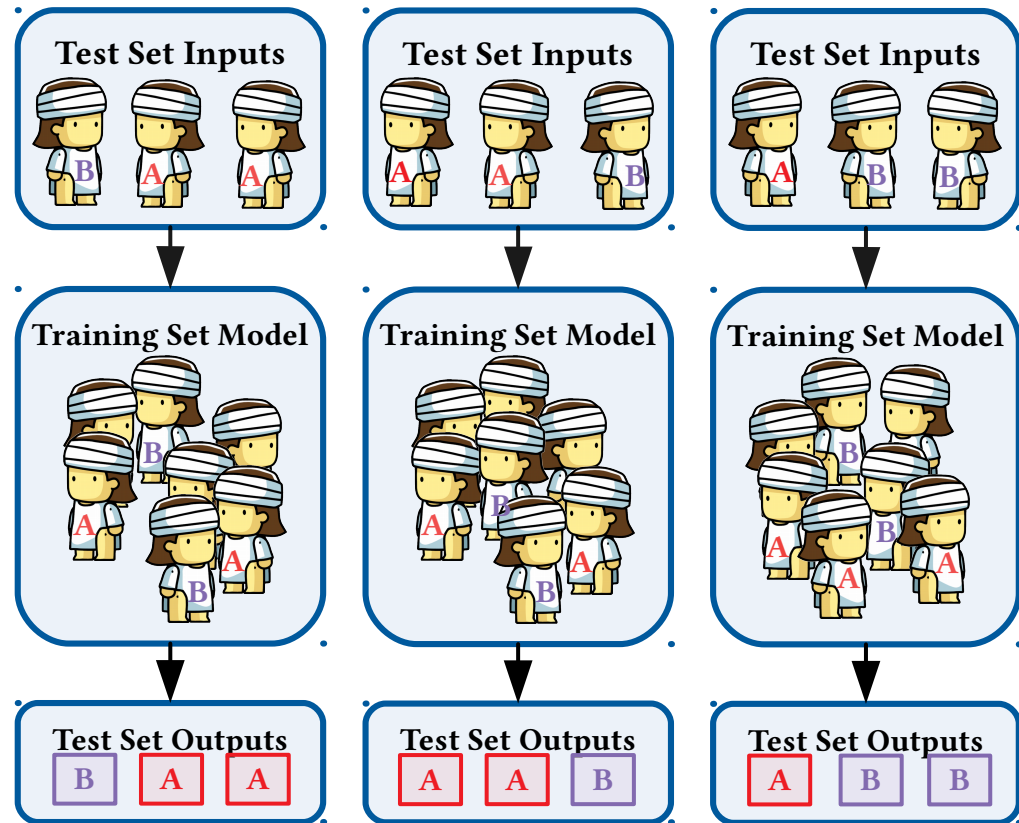 Test Set Inputs
B A A
Training Set Model
B
A
A
B
Test Set Outputs
B A A
Test Set Inputs
A A B
Training Set Model
B
A
A
B
Test Set Outputs
A A B
Test Set Inputs
A B B
Training Set Model
B
B
A
A
A
Test Set Outputs
A B B